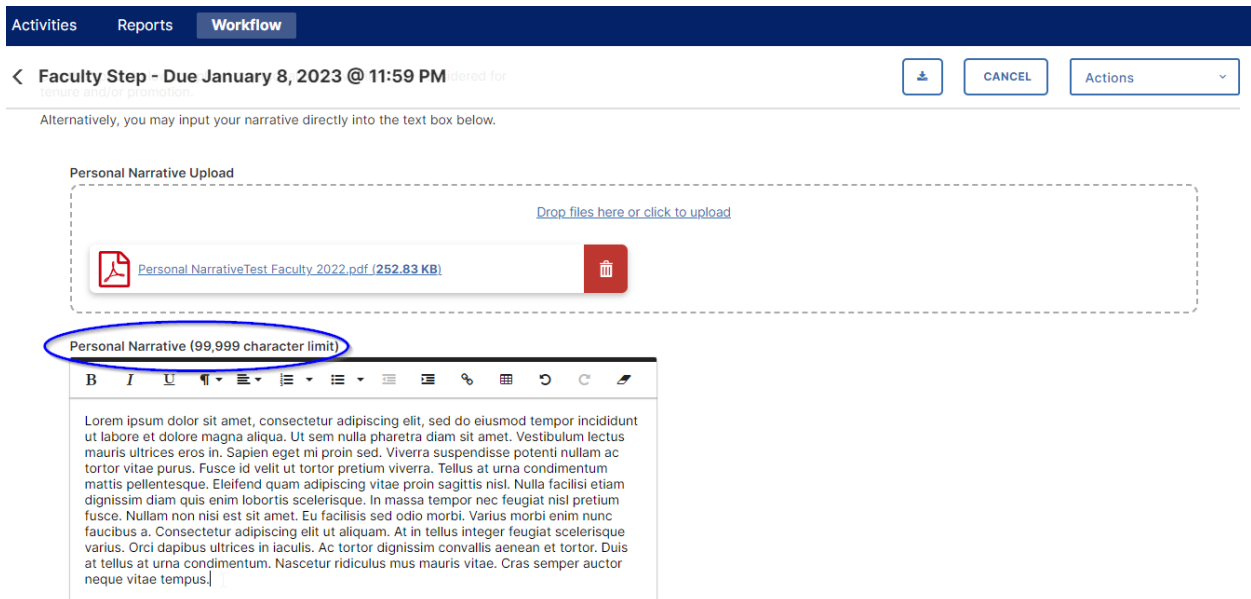 Activities Reports Workflow
Faculty Step - Due January 8, 2023 @ 11:59 PM
idered for
tenure and/or promotion.
CANCEL
Actions
Alternatively, you may input your narrative directly into the text box below.
Personal Narrative Upload
Drop files here or click to upload
Personal NarrativeTest Faculty 2022.pdf (252.83 KB)
Personal Narrative (99,999 character limit)
B I U
Lorem ipsum dolor sit amet, consectetur adipiscing elit, sed do eiusmod tempor incididunt
ut labore et dolore magna aliqua. Ut sem nulla pharetra diam sit amet. Vestibulum lectus
mauris ultrices eros in. Sapien eget mi proin sed. Viverra suspendisse potenti nullam ac
tortor vitae purus. Fusce id velit ut tortor pretium viverra. Tellus at urna condimentum
mattis pellentesque. Eleifend quam adipiscing vitae proin sagittis nisl. Nulla facilisi etiam
dignissim diam quis enim lobortis scelerisque. In massa tempor nec feugiat nisl pretium
fusce. Nullam non nisi est sit amet. Eu facilisis sed odio morbi. Varius morbi enim nunc
faucibus a. Consectetur adipiscing elit ut aliquam. At in tellus integer feugiat scelerisque
varius. Orci dapibus ultrices in iaculis. Ac tortor dignissim convallis aenean et tortor. Duis
at tellus at urna condimentum. Nascetur ridiculus mus mauris vitae. Cras semper auctor
neque vitae tempus.